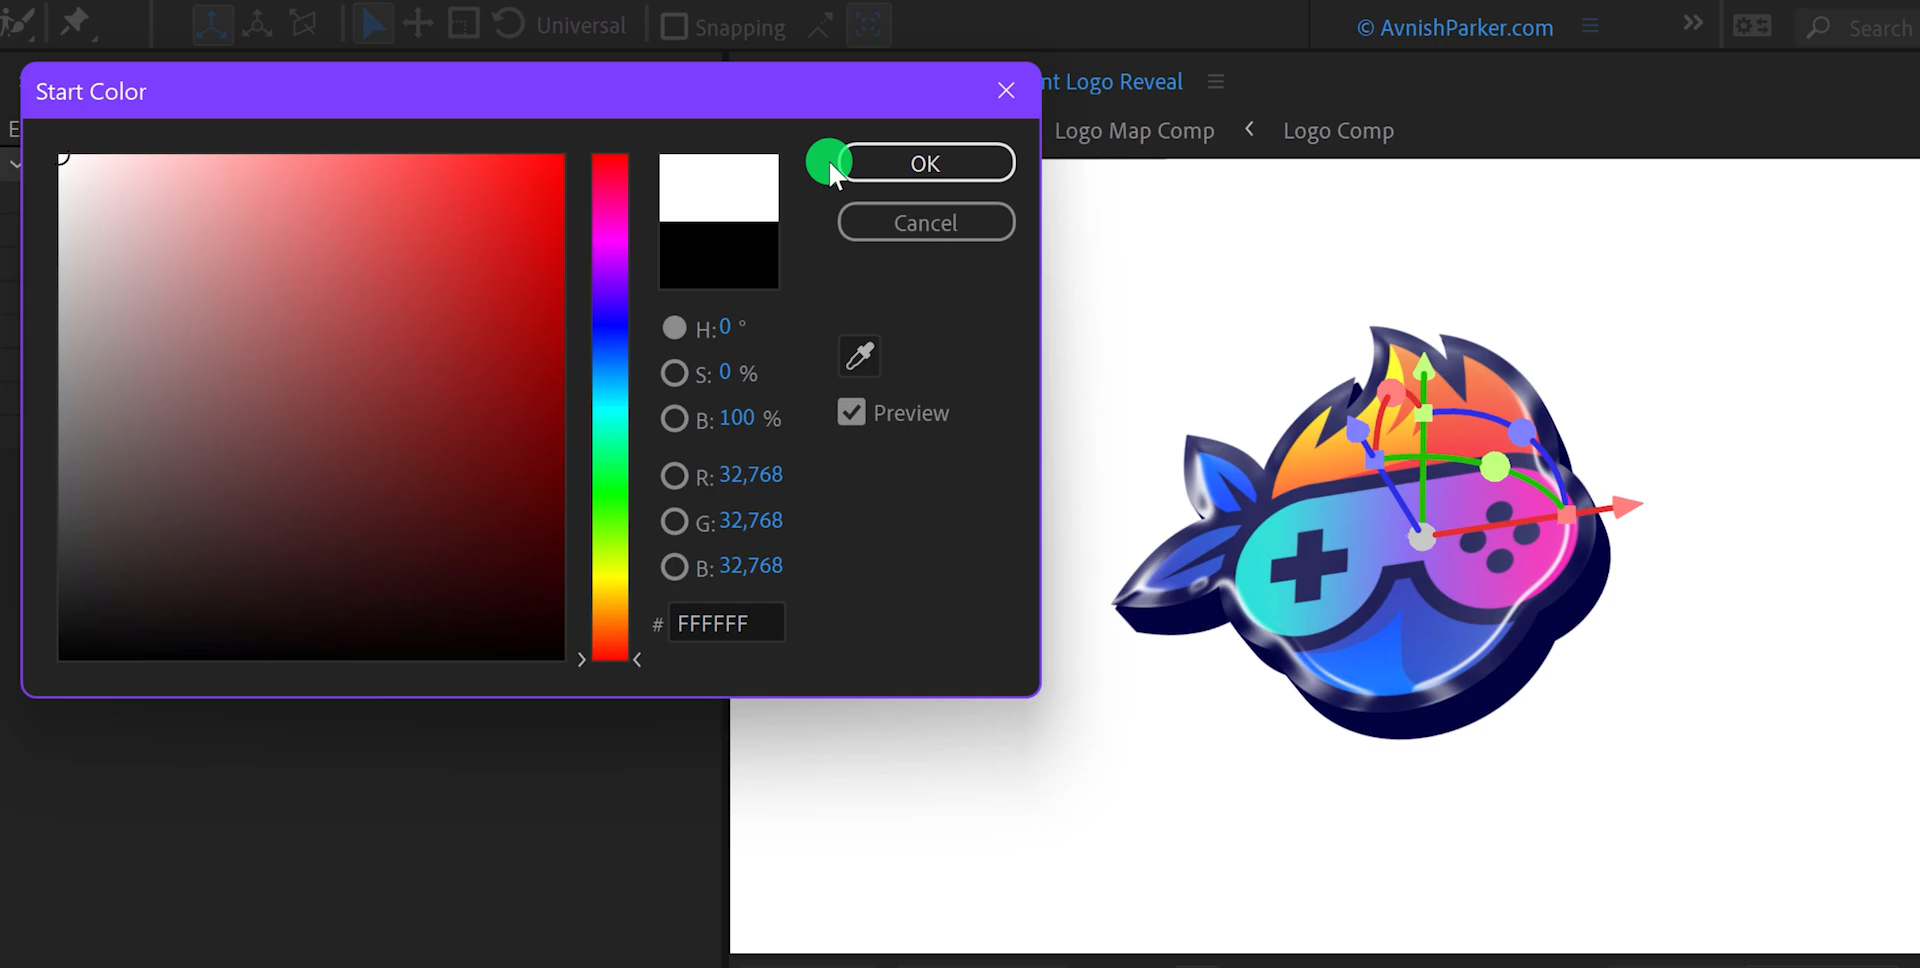 Universal
Snapping
© AvnishParker.com
Search
Start Color
nt Logo Reveal
E
Logo Map Comp
Logo Comp
OK
Cancel
H: 0 °
S: 0 %
B: 100 %
Preview
R: 32,768
G: 32,768
B: 32,768
# FFFFFF